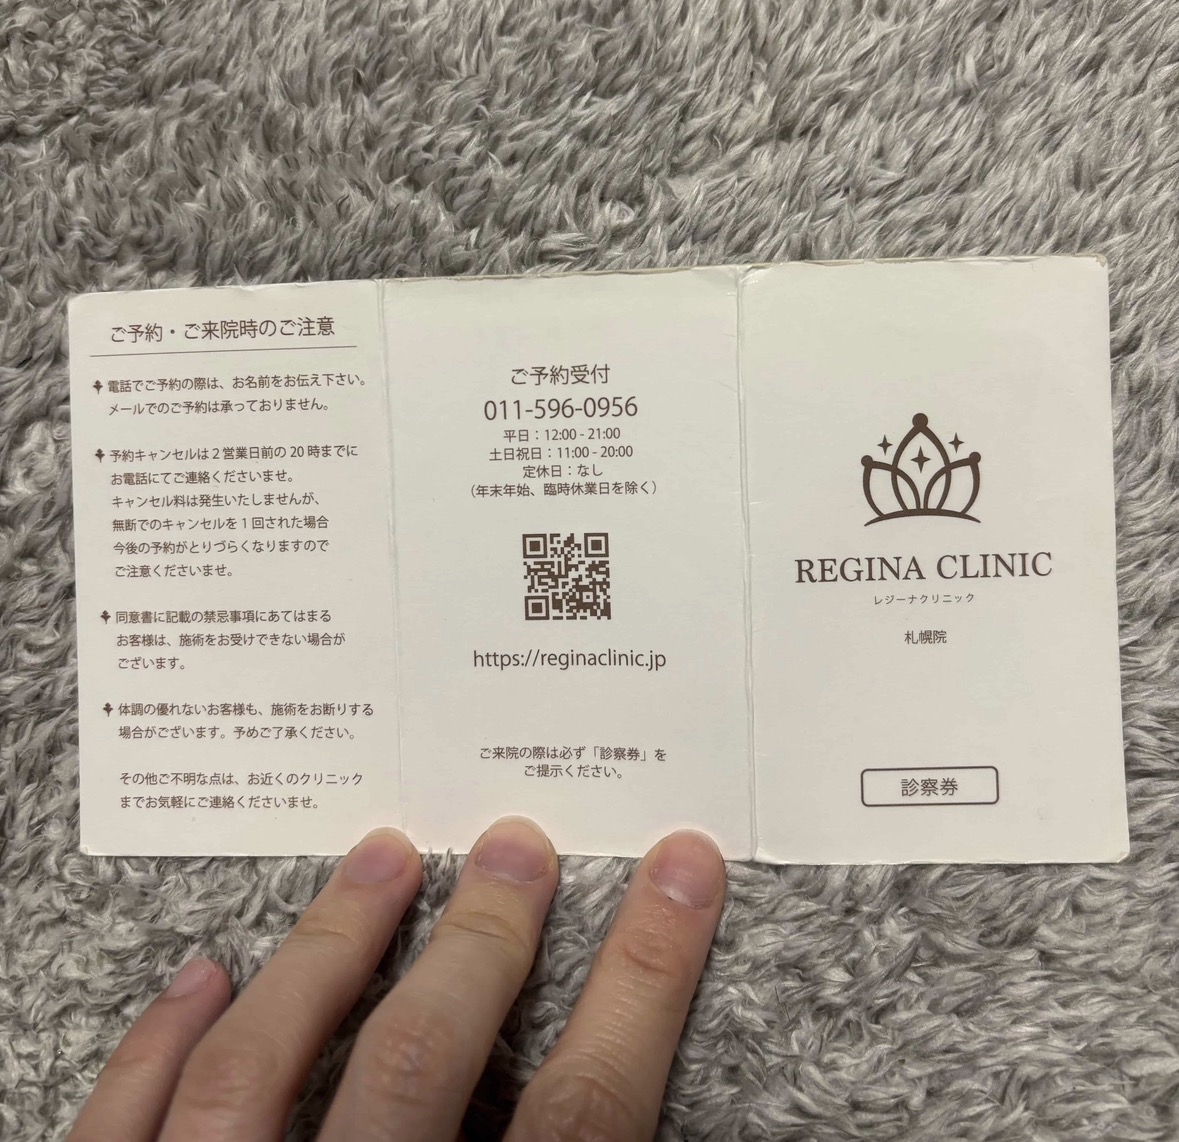 ご予約・ご来院時のご注意
電話でご予約の際は、お名前をお伝え下さい。
メールでのご予約は承っておりません。
予約キャンセルは2営業日前の20時までに
お電話にてご連絡くださいませ。
キャンセル料は発生いたしませんが、
無断でのキャンセルを1回された場合
今後の予約がとりづらくなりますので
ご注意くださいませ。
同意書に記載の禁忌事項にあてはまる
お客様は、施術をお受けできない場合が
ございます。
体調の優れないお客様も、施術をお断りする
場合がございます。予めご了承ください。
その他ご不明な点は、お近くのクリニック
までお気軽にご連絡くださいませ。
ご予約受付
011-596-0956
平日：12:00 - 21:00
土日祝日：11:00 - 20:00
定休日：なし
（年末年始、臨時休業日を除く）
https://reginaclinic.jp
ご来院の際は必ず「診察券」を
ご提示ください。
REGINA CLINIC
レジーナクリニック
札幌院
診察券